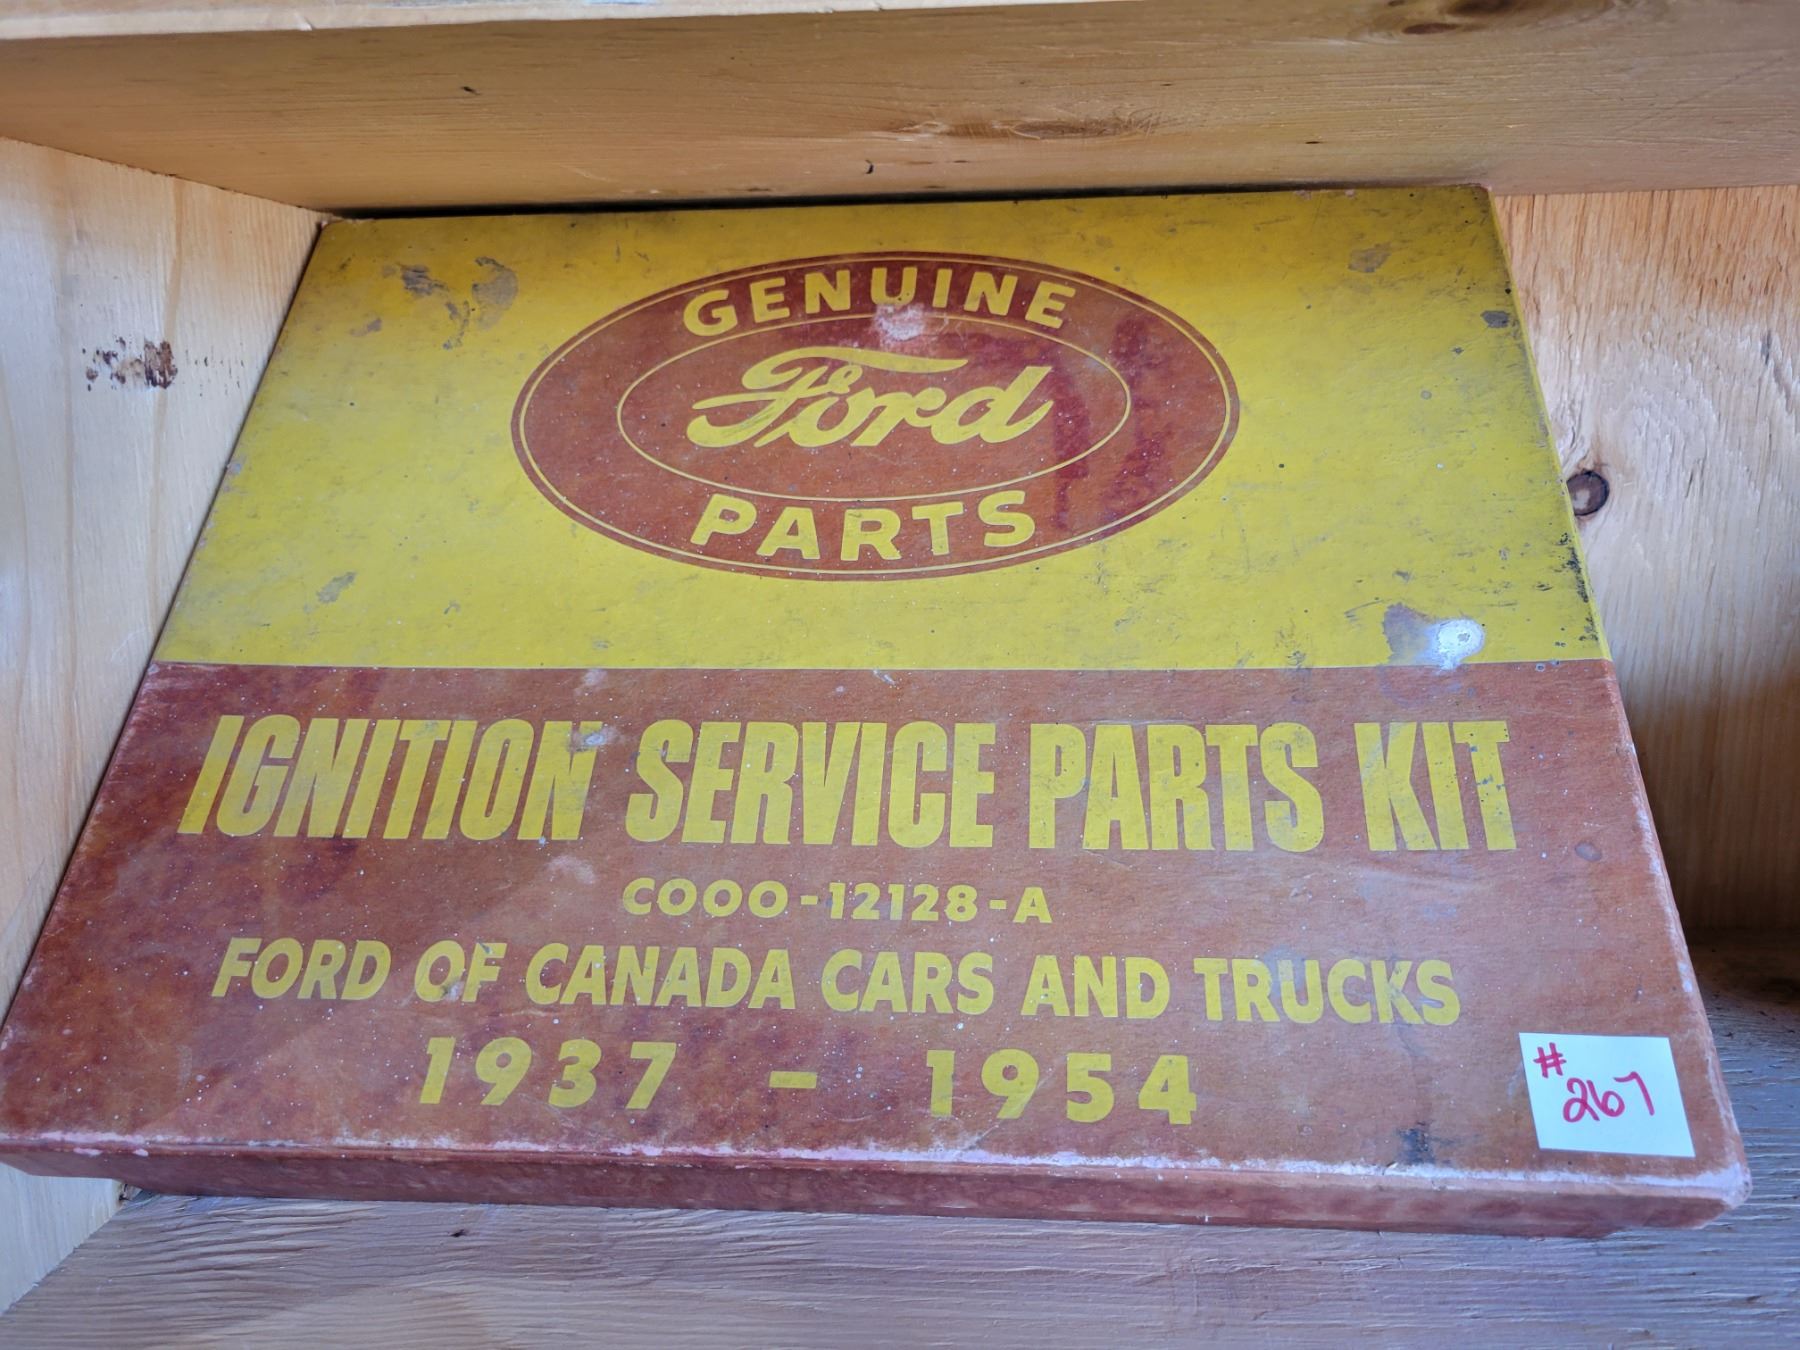 GENUINE
Ford
PARTS
IGNITION SERVICE PARTS KIT
COOO-12128-A
FORD OF CANADA CARS AND TRUCKS
1937 - 1954
# 267